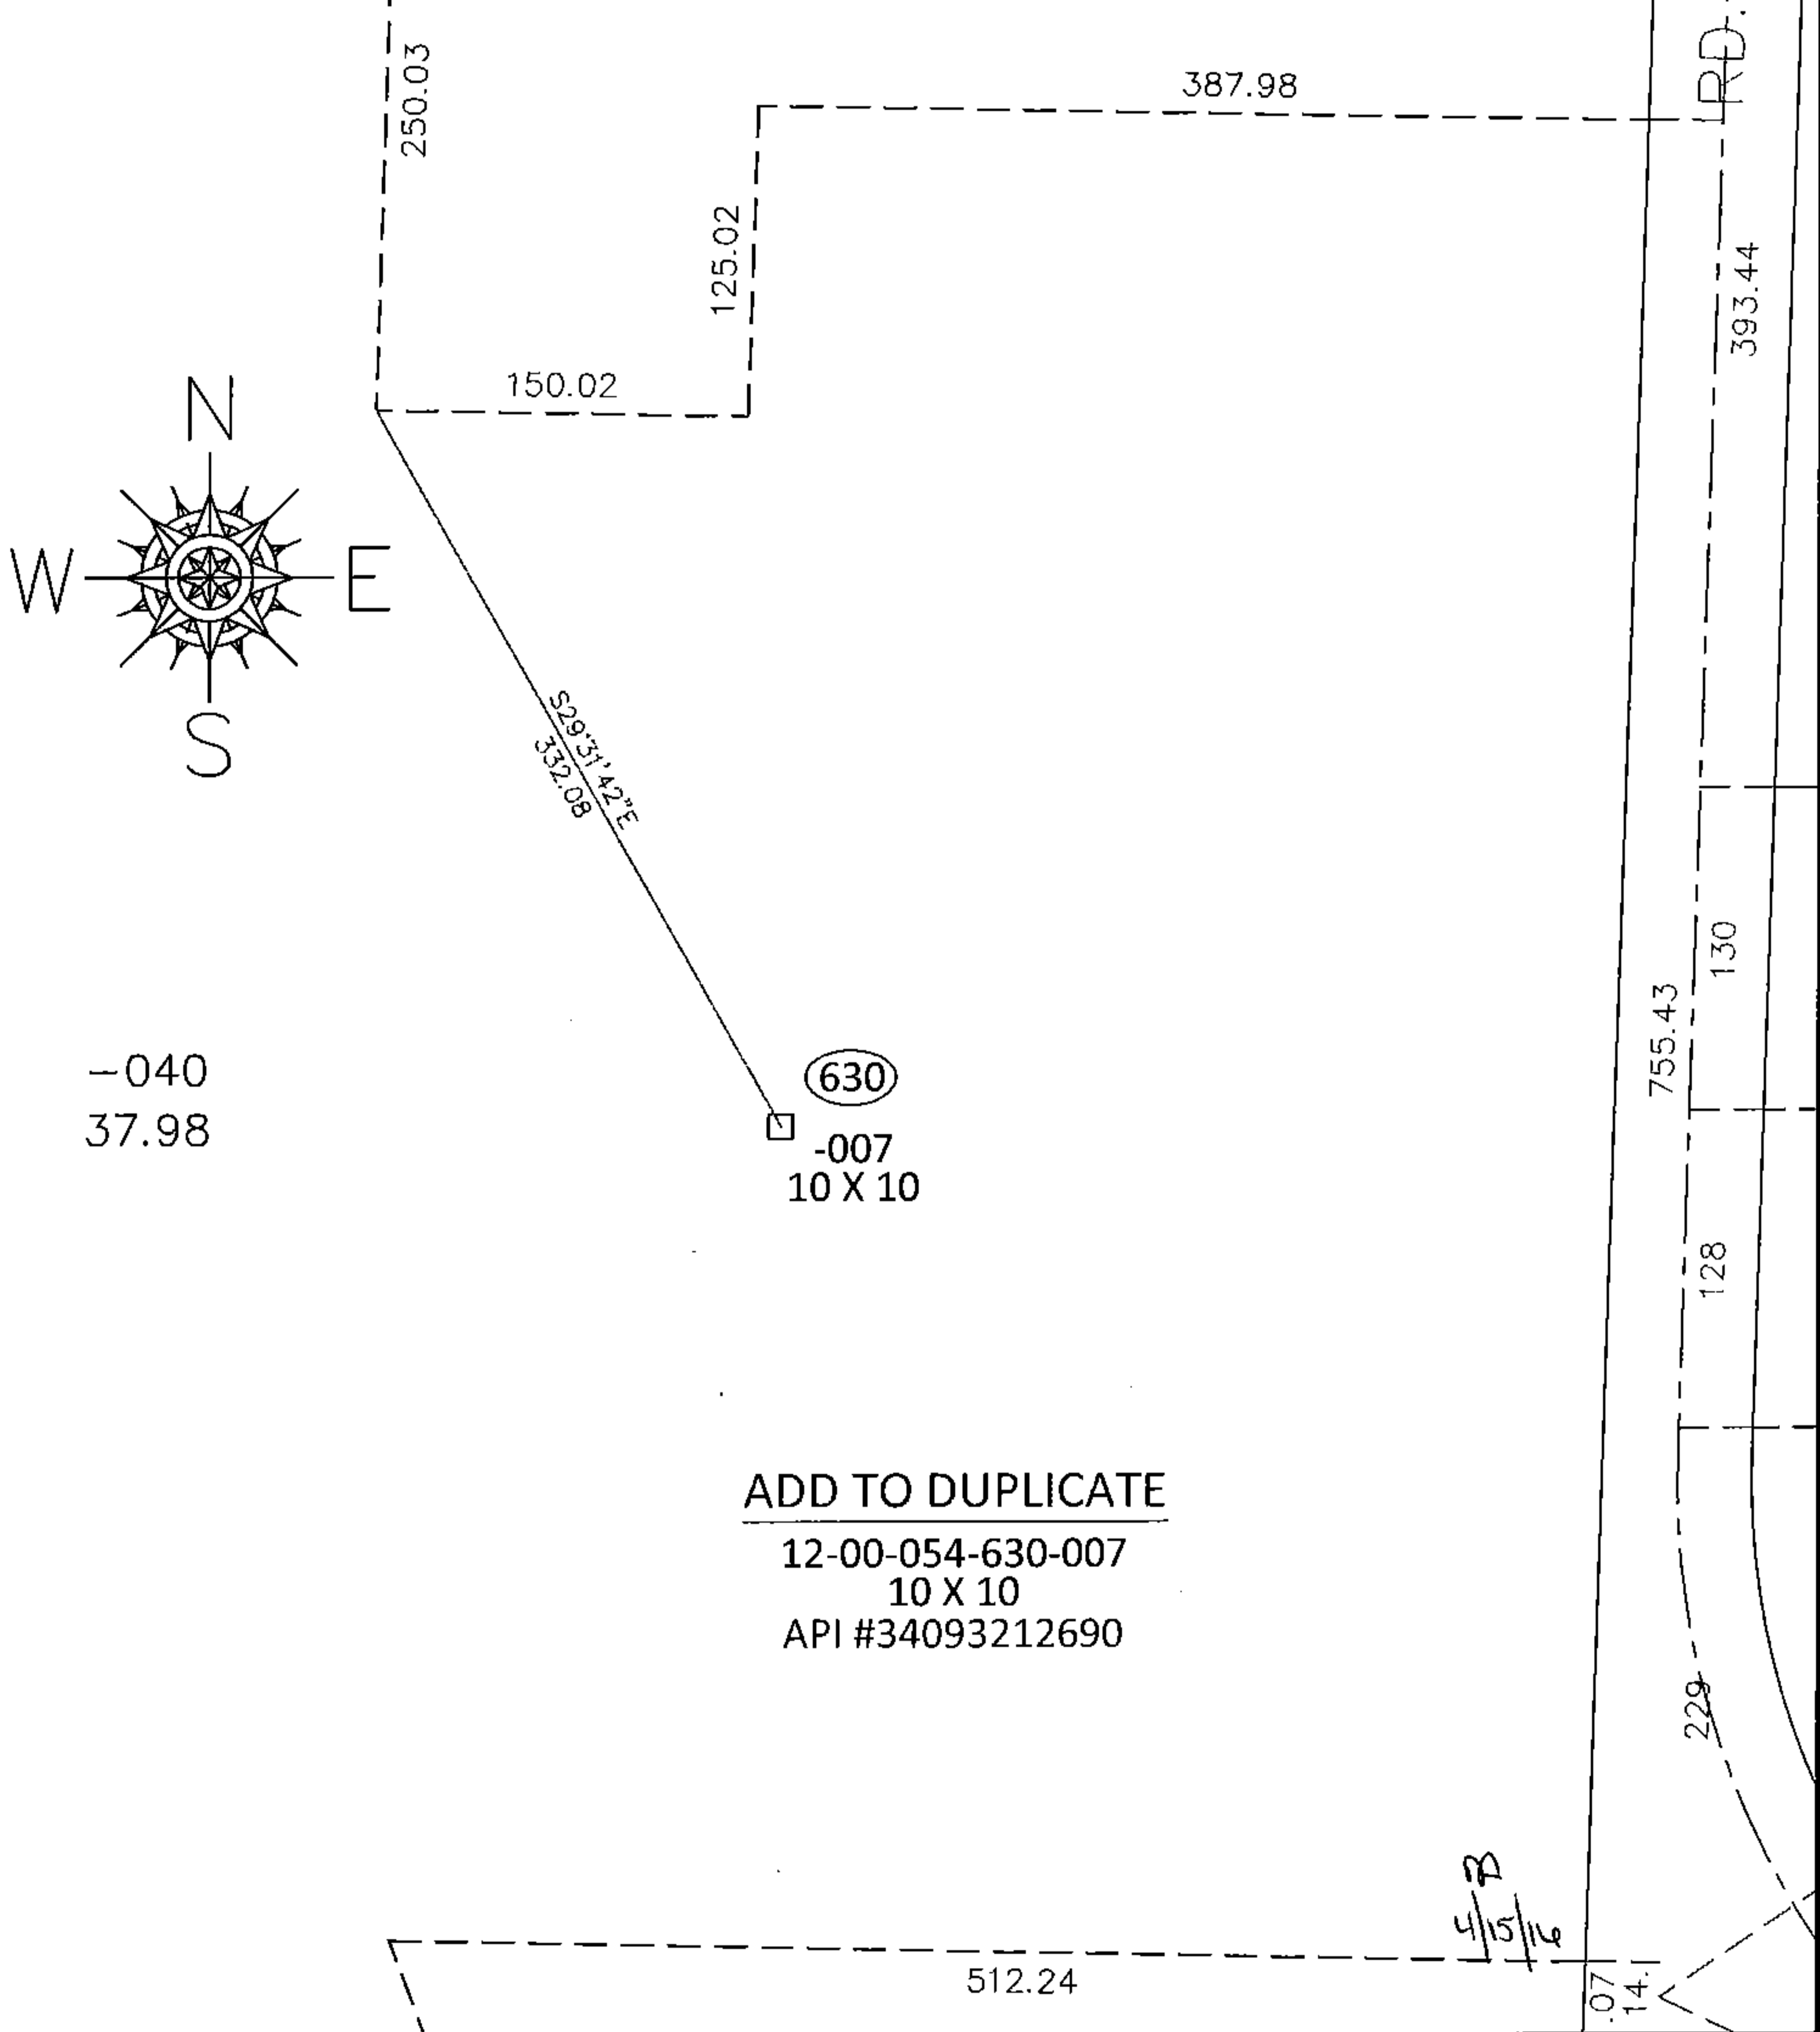 RD.
387.98
250.03
125.02
393.44
150.02
N
W E
S
S29°31'42"E
332.08
130
755.43
-040
37.98
630
-007
10 X 10
128
ADD TO DUPLICATE
12-00-054-630-007
10 X 10
API #34093212690
229
4/15/16
512.24
.07
14.